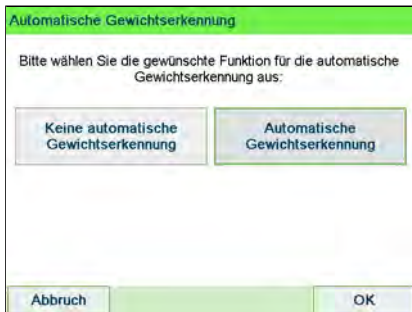 Automatische Gewichtserkennung
Bitte wählen Sie die gewünschte Funktion für die automatische
Gewichtserkennung aus:
Keine automatische
Gewichtserkennung
Automatische
Gewichtserkennung
Abbruch
OK